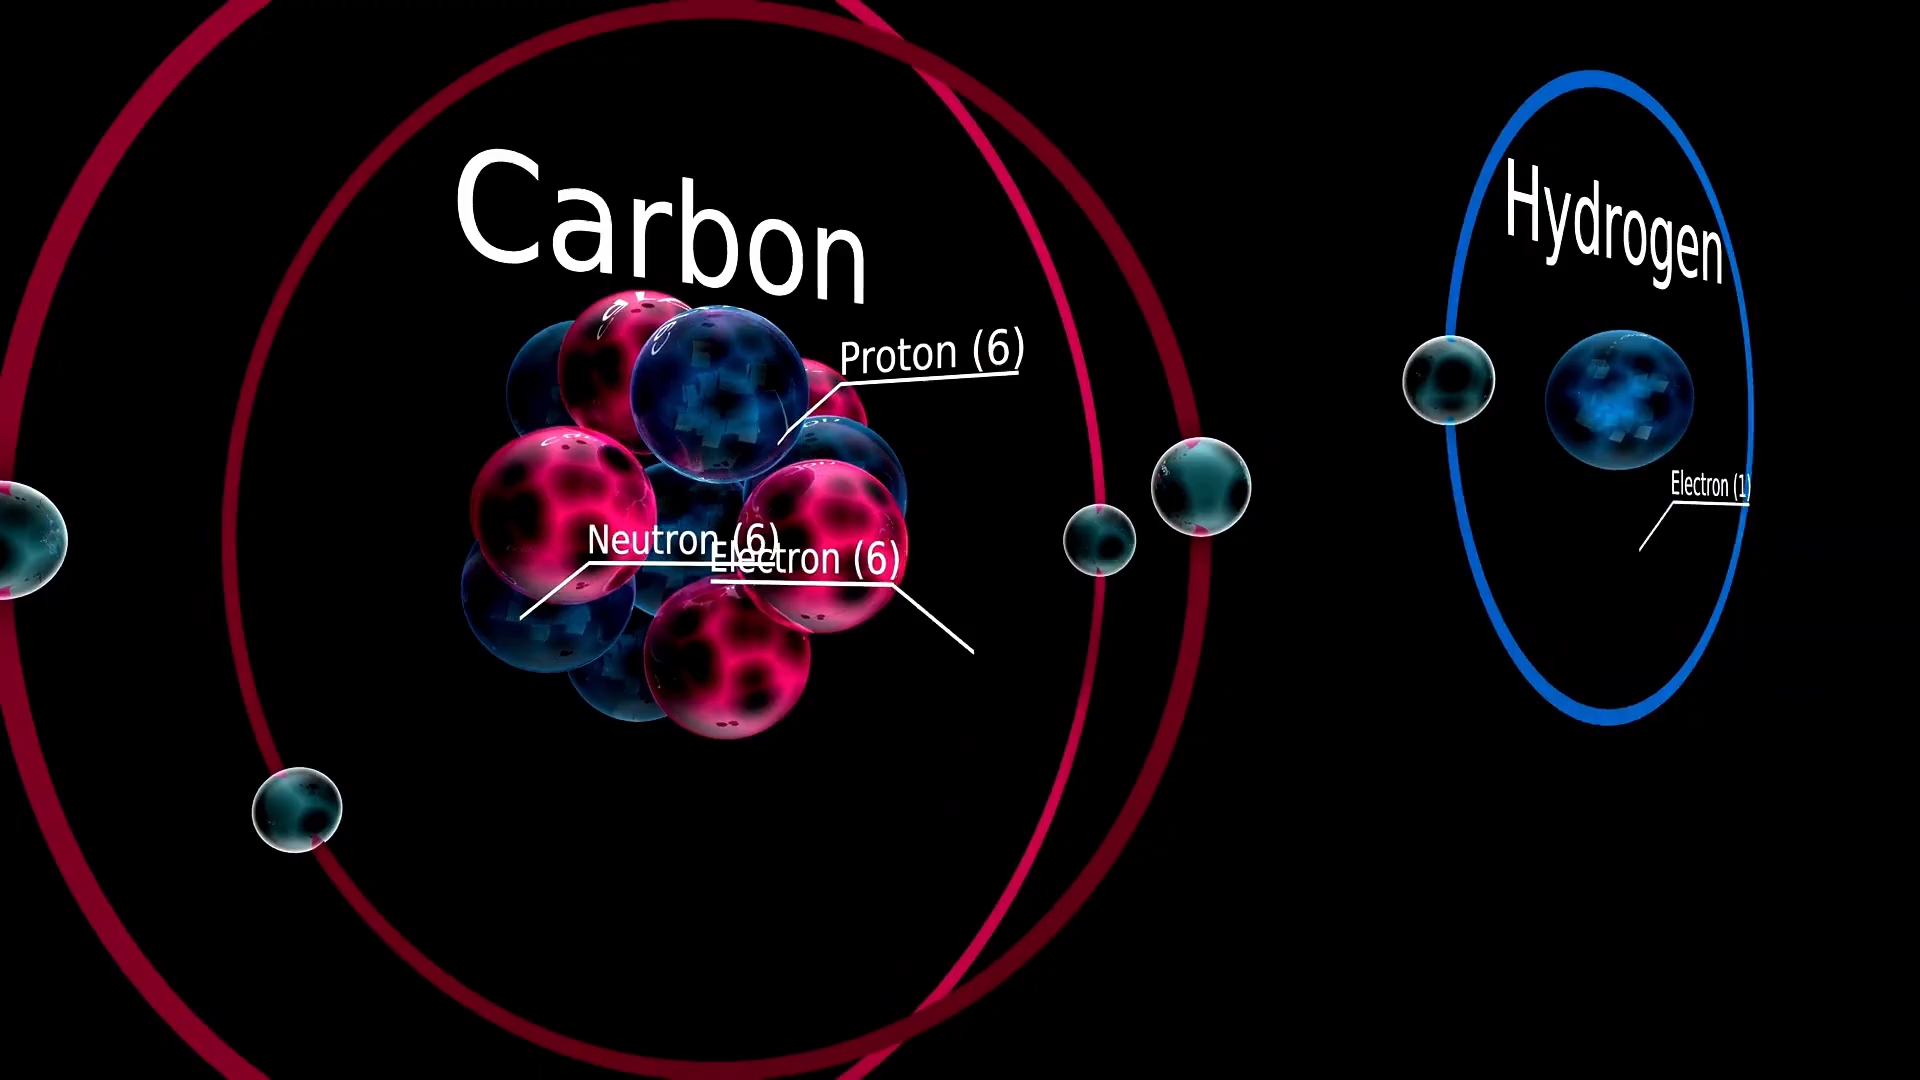 Carbon
Proton (6)
Neutron (6)
Electron (6)
Hydrogen
Electron (1)